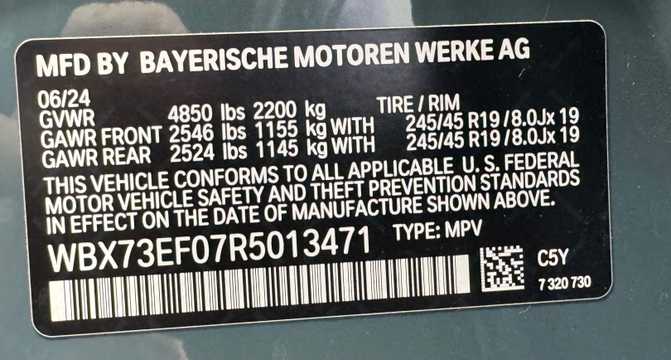 MFD BY BAYERISCHE MOTOREN WERKE AG
06/24
GVWR 4850 lbs 2200 kg TIRE / RIM
GAWR FRONT 2546 lbs 1155 kg WITH 245/45 R19 / 8.0Jx 19
GAWR REAR 2524 lbs 1145 kg WITH 245/45 R19 / 8.0Jx 19
THIS VEHICLE CONFORMS TO ALL APPLICABLE U. S. FEDERAL
MOTOR VEHICLE SAFETY AND THEFT PREVENTION STANDARDS
IN EFFECT ON THE DATE OF MANUFACTURE SHOWN ABOVE.
WBX73EF07R5013471 TYPE: MPV
C5Y
7 320 730